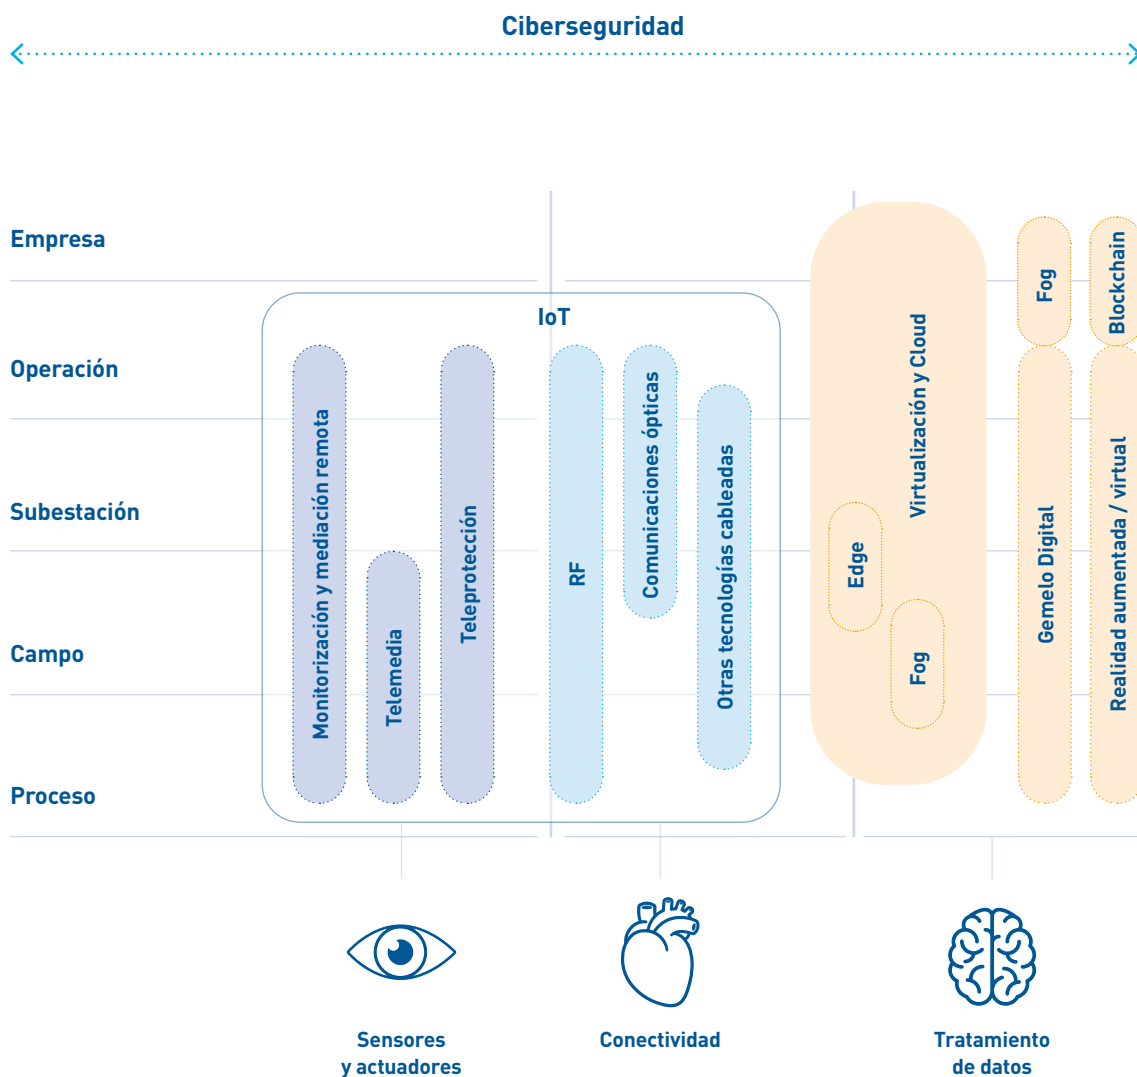 Ciberseguridad
Empresa
Operación
Subestación
Campo
Proceso
IoT
Monitorización y mediación remota
Telemedia
Teleprotección
RF
Comunicaciones ópticas
Otras tecnologías cableadas
Virtualización y Cloud
Edge
Fog
Fog
Gemelo Digital
Blockchain
Realidad aumentada / virtual
Sensores
y actuadores
Conectividad
Tratamiento
de datos